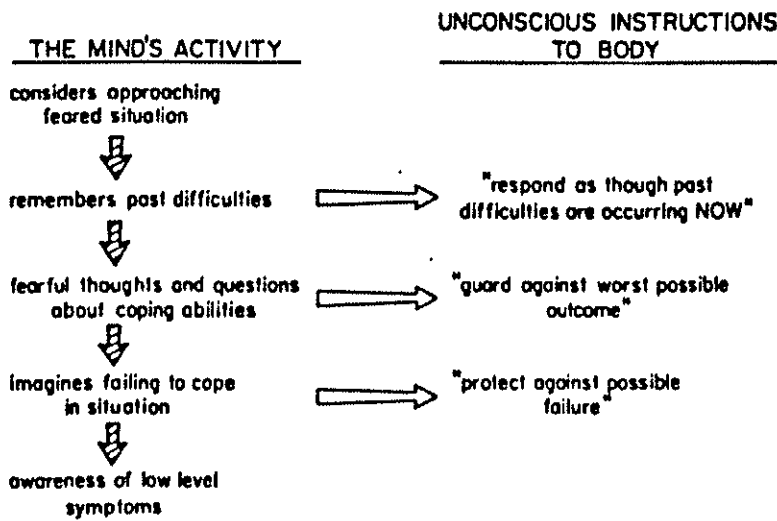 THE MIND'S ACTIVITY
UNCONSCIOUS INSTRUCTIONS
TO BODY
considers approaching
feared situation
remembers past difficulties
"respond as though past
difficulties are occurring NOW"
fearful thoughts and questions
about coping abilities
"guard against worst possible
outcome"
imagines failing to cope
in situation
"protect against possible
failure"
awareness of low level
symptoms